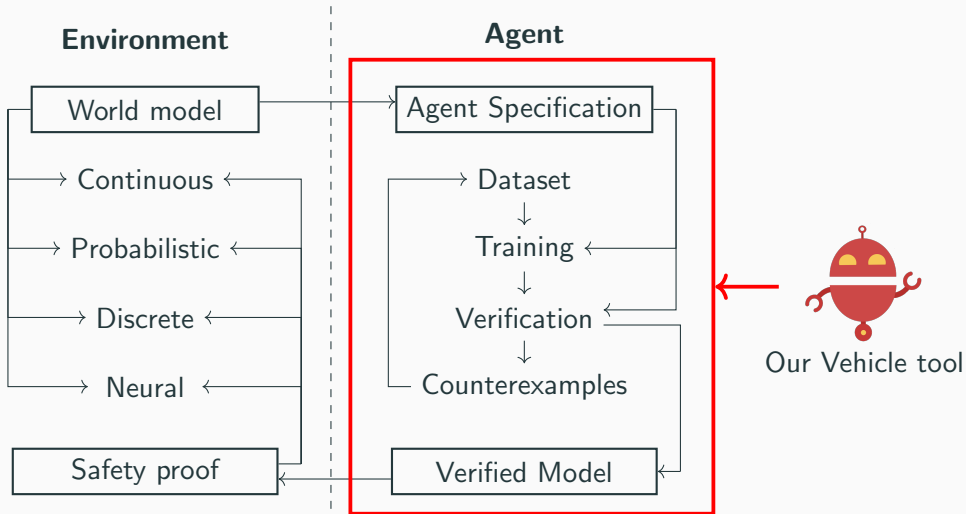 Environment
World model
Continuous
Probabilistic
Discrete
Neural
Safety proof
Agent
Agent Specification
Dataset
Training
Verification
Counterexamples
Verified Model
Our Vehicle tool